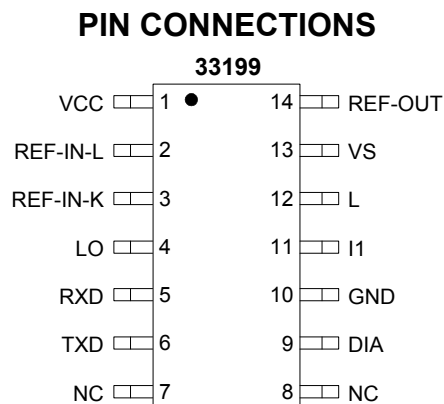 PIN CONNECTIONS
33199
VCC 1 14 REF-OUT
REF-IN-L 2 13 VS
REF-IN-K 3 12 L
LO 4 11 I1
RXD 5 10 GND
TXD 6 9 DIA
NC 7 8 NC